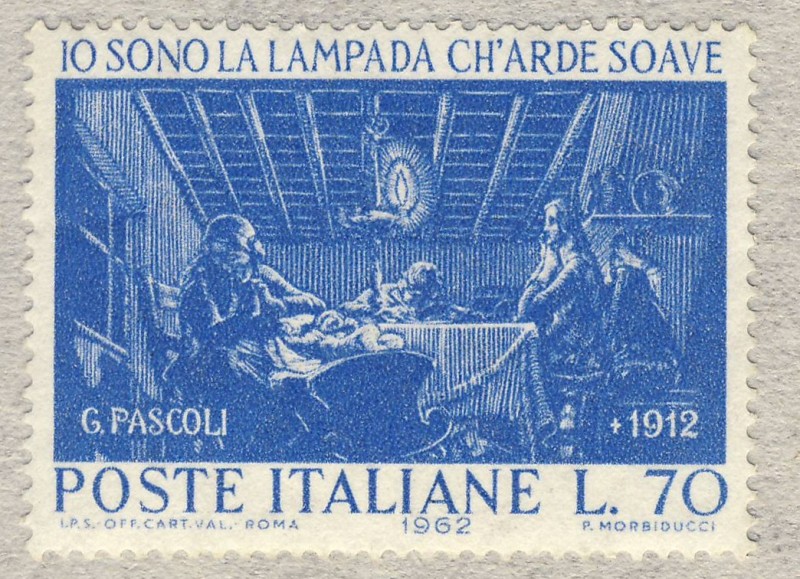 IO SONO LA LAMPADA CH'ARDE SOAVE
G. PASCOLI + 1912
POSTE ITALIANE L. 70
I.P.S.-OFF. CART. VAL.-ROMA 1962 P. MORBIDUCCI